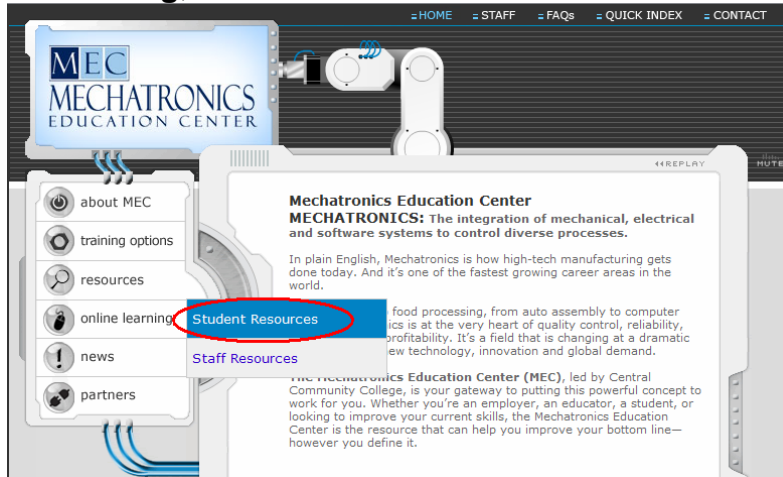 HOME STAFF FAQs QUICK INDEX CONTACT
MEC
MECHATRONICS
EDUCATION CENTER
REPLAY
MUTE
about MEC
training options
resources
online learning
news
partners
Student Resources
Staff Resources
Mechatronics Education Center
MECHATRONICS: The integration of mechanical, electrical
and software systems to control diverse processes.
In plain English, Mechatronics is how high-tech manufacturing gets
done today. And it's one of the fastest growing career areas in the
world.
food processing, from auto assembly to computer
ics is at the very heart of quality control, reliability,
rofitability. It's a field that is changing at a dramatic
ew technology, innovation and global demand.
The Mechatronics Education Center (MEC), led by Central
Community College, is your gateway to putting this powerful concept to
work for you. Whether you're an employer, an educator, a student, or
looking to improve your current skills, the Mechatronics Education
Center is the resource that can help you improve your bottom line—
however you define it.